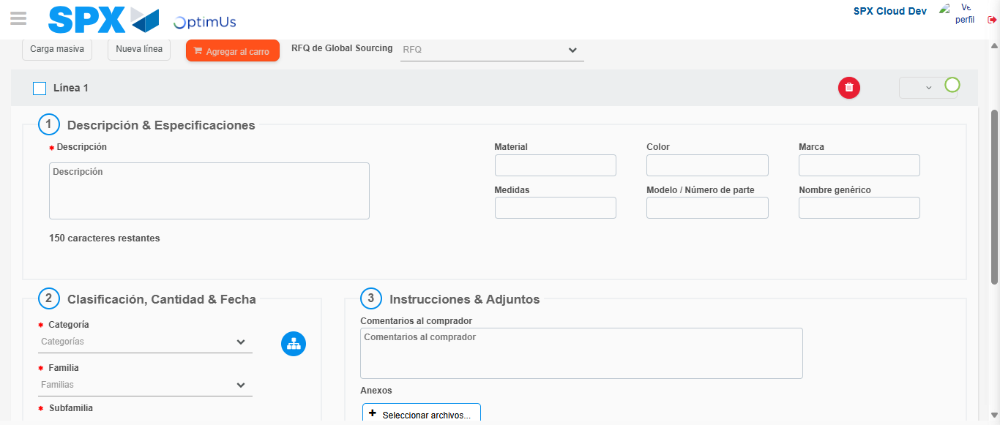 SPX
OptimUs
SPX Cloud Dev
Ve
perfil
Carga masiva
Nueva línea
Agregar al carro
RFQ de Global Sourcing
RFQ
Línea 1
1 Descripción & Especificaciones
* Descripción
Descripción
150 caracteres restantes
Material
Color
Marca
Medidas
Modelo / Número de parte
Nombre genérico
2 Clasificación, Cantidad & Fecha
* Categoría
Categorías
* Familia
Familias
* Subfamilia
3 Instrucciones & Adjuntos
Comentarios al comprador
Comentarios al comprador
Anexos
+ Seleccionar archivos...